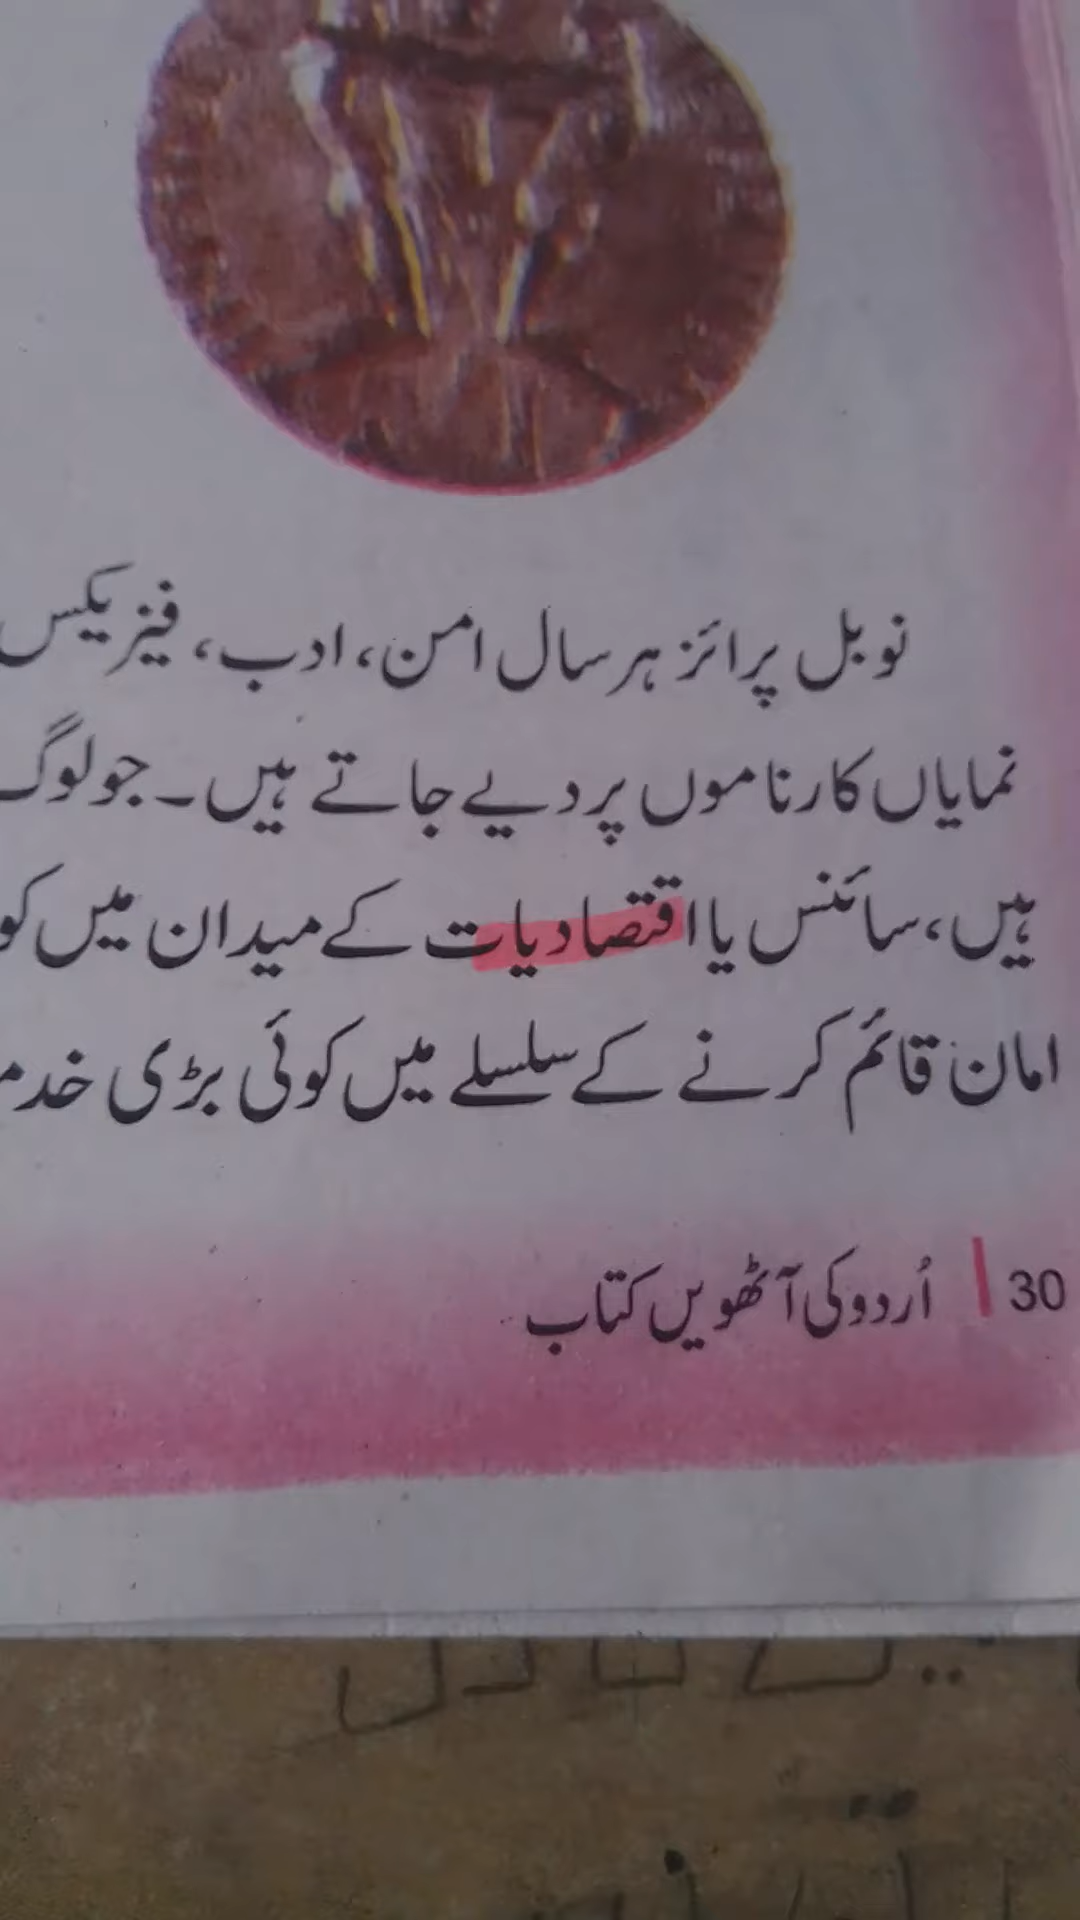 نوبل پرائز ہر سال امن، ادب، فیزیکس
نمایاں کارناموں پر دیے جاتے ہیں۔ جو لوگ
ہیں، سائنس یا اقتصادیات کے میدان میں
امان قائم کرنے کے سلسلے میں کوئی بڑی
30 | اُردو کی آٹھویں کتاب